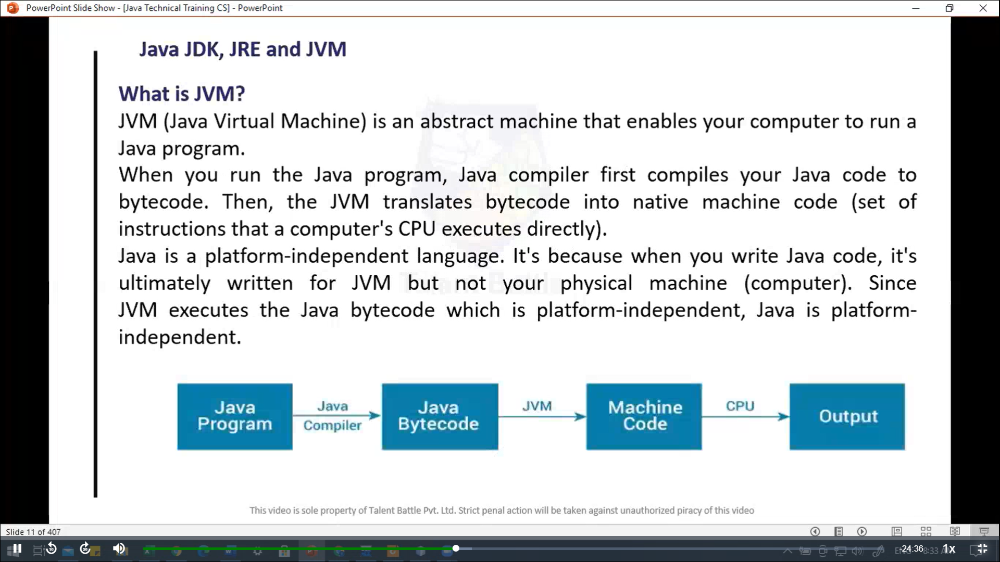 PowerPoint Slide Show - [Java Technical Training CS] - PowerPoint
Java JDK, JRE and JVM
What is JVM?
JVM (Java Virtual Machine) is an abstract machine that enables your computer to run a
Java program.
When you run the Java program, Java compiler first compiles your Java code to
bytecode. Then, the JVM translates bytecode into native machine code (set of
instructions that a computer's CPU executes directly).
Java is a platform-independent language. It's because when you write Java code, it's
ultimately written for JVM but not your physical machine (computer). Since
JVM executes the Java bytecode which is platform-independent, Java is platform-
independent.
Java
Program
Java
Compiler
Java
Bytecode
JVM
Machine
Code
CPU
Output
This video is sole property of Talent Battle Pvt. Ltd. Strict penal action will be taken against unauthorized piracy of this video
Slide 11 of 407
10
30
-24:36
1x